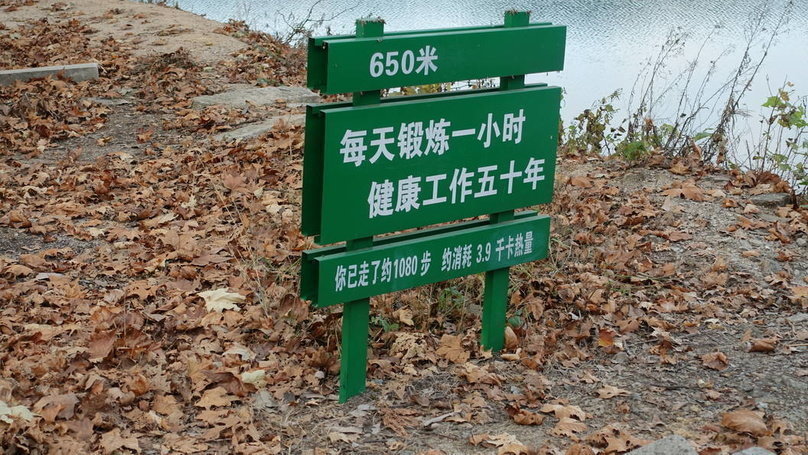 650米
每天锻炼一小时
健康工作五十年
你已走了约1080步 约消耗3.9千卡热量